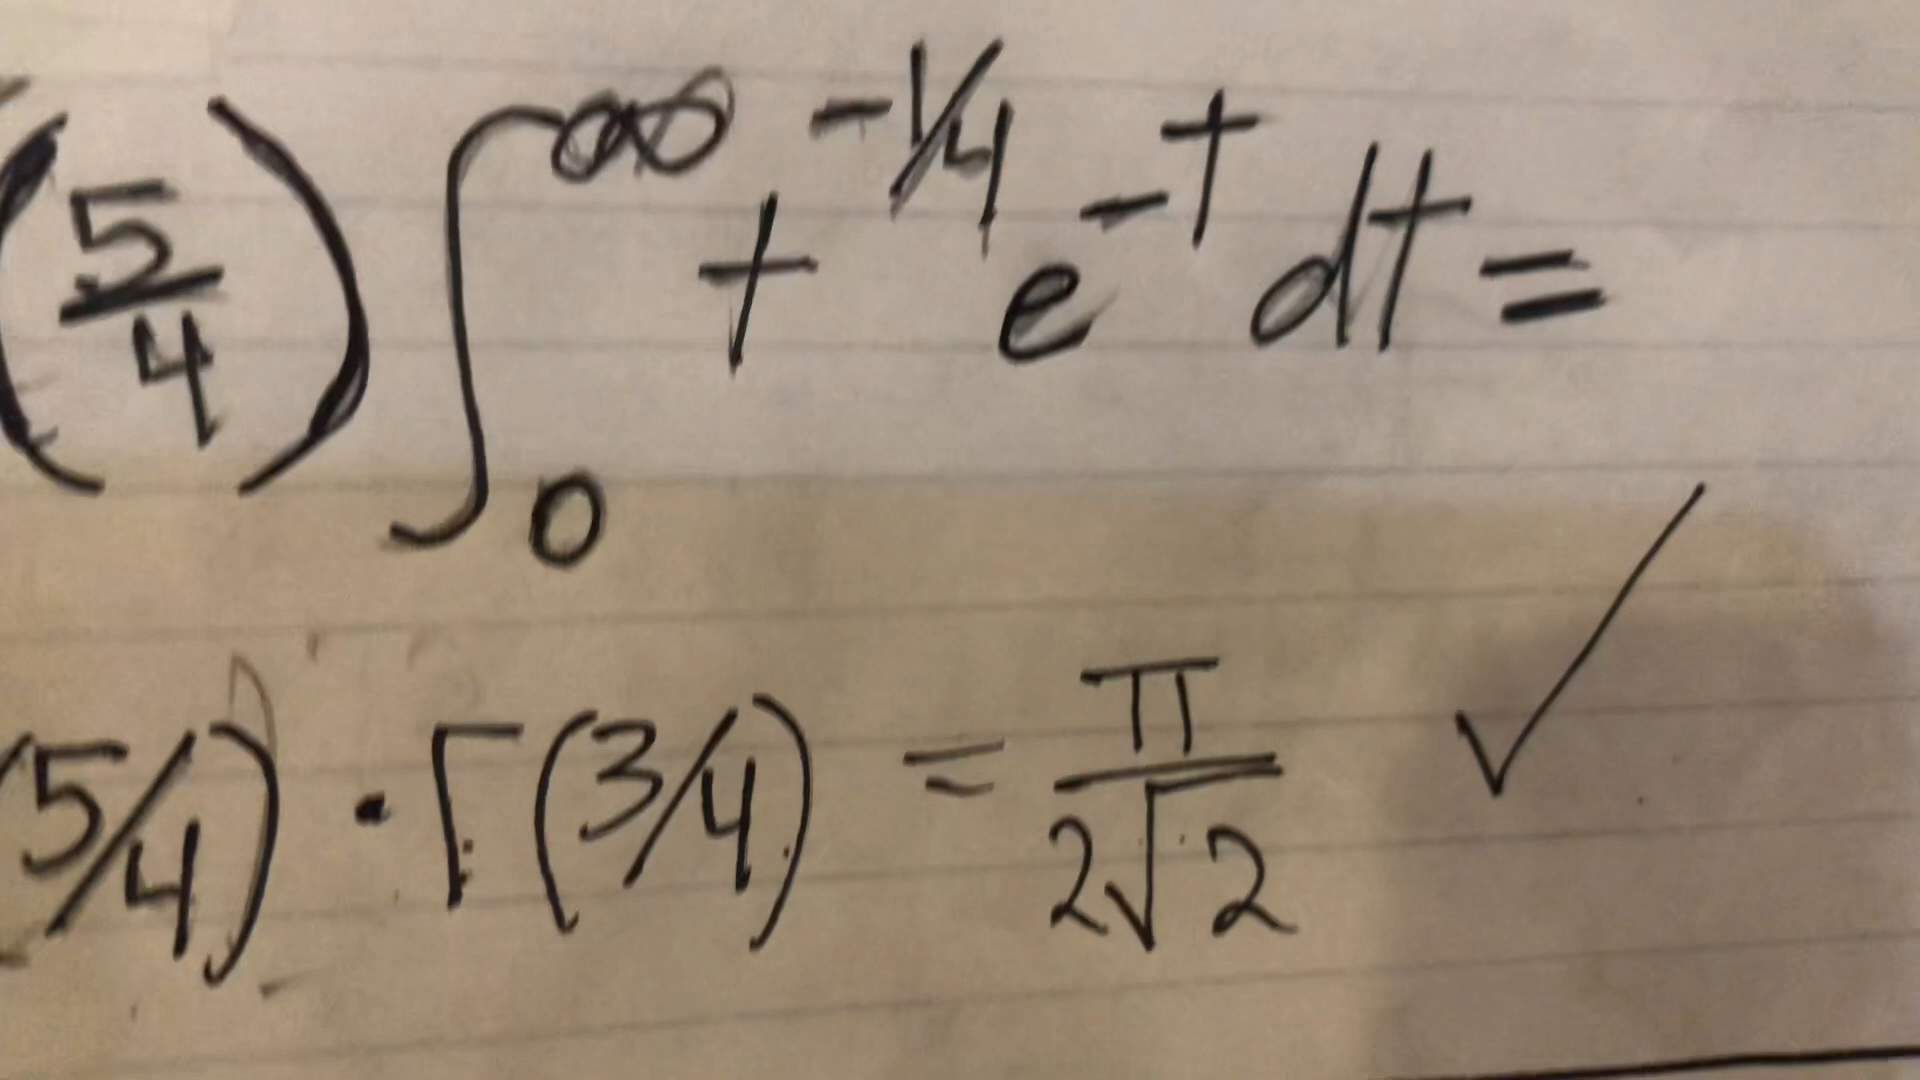 (5/4) ∫₀^∞ t^(-1/4) e^(-t) dt =
(5/4) · Γ(3/4) = π/(2√2) ✓